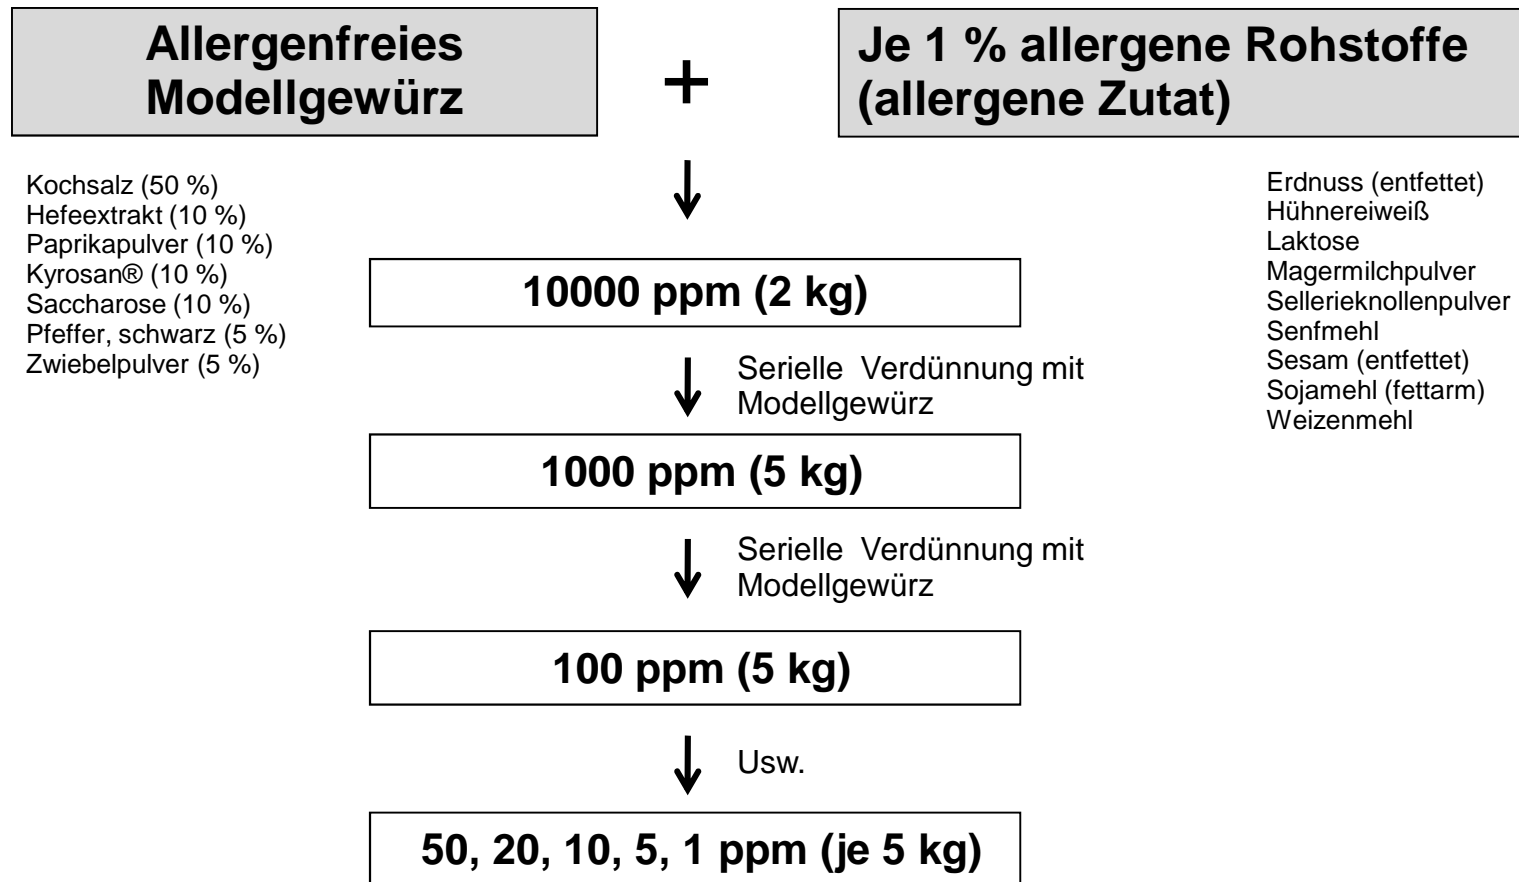 Allergenfreies
Modellgewürz
+
Je 1 % allergene Rohstoffe
(allergene Zutat)
Kochsalz (50 %)
Hefeextrakt (10 %)
Paprikapulver (10 %)
Kyrosan® (10 %)
Saccharose (10 %)
Pfeffer, schwarz (5 %)
Zwiebelpulver (5 %)
Erdnuss (entfettet)
Hühnereiweiß
Laktose
Magermilchpulver
Sellerieknollenpulver
Senfmehl
Sesam (entfettet)
Sojamehl (fettarm)
Weizenmehl
10000 ppm (2 kg)
Serielle Verdünnung mit
Modellgewürz
1000 ppm (5 kg)
Serielle Verdünnung mit
Modellgewürz
100 ppm (5 kg)
Usw.
50, 20, 10, 5, 1 ppm (je 5 kg)